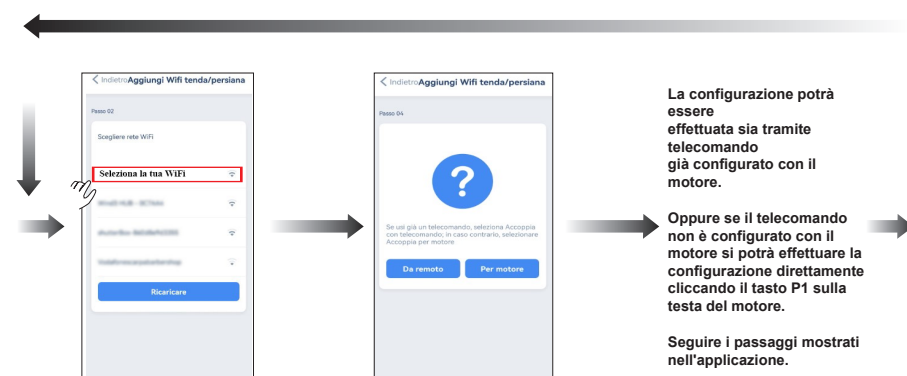 Indietro Aggiungi Wifi tenda/persiana
Passo 02
Scegliere rete WiFi
Seleziona la tua WiFi
Ricaricare
Indietro Aggiungi Wifi tenda/persiana
Passo 04
?
Se usi già un telecomando, seleziona Accoppia
con telecomando, in caso contrario, selezionare
Accoppia per motore
Da remoto Per motore
La configurazione potrà
essere
effettuata sia tramite
telecomando
già configurato con il
motore.
Oppure se il telecomando
non è configurato con il
motore si potrà effettuare la
configurazione direttamente
cliccando il tasto P1 sulla
testa del motore.
Seguire i passaggi mostrati
nell'applicazione.